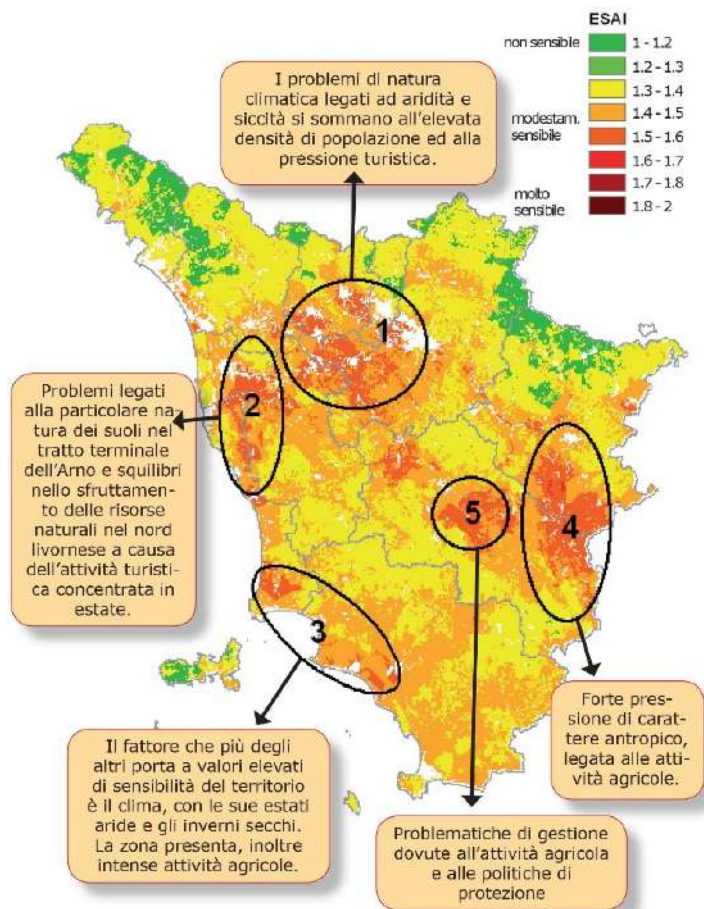 ESAI
non sensibile
1 - 1.2
1.2 - 1.3
1.3 - 1.4
modestam.
sensibile
1.4 - 1.5
1.5 - 1.6
1.6 - 1.7
molto
sensibile
1.7 - 1.8
1.8 - 2
I problemi di natura
climatica legati ad aridità e
siccità si sommano all'elevata
densità di popolazione ed alla
pressione turistica.
1
Problemi legati
alla particolare na-
tura dei suoli nel
tratto terminale
dell'Arno e squilibri
nello sfruttamen-
to delle risorse
naturali nel nord
livornese a causa
dell'attività turisti-
ca concentrata in
estate.
2
5
4
3
Il fattore che più degli
altri porta a valori elevati
di sensibilità del territorio
è il clima, con le sue estati
aride e gli inverni secchi.
La zona presenta, inoltre
intense attività agricole.
Problematiche di gestione
dovute all'attività agricola
e alle politiche di
protezione
Forte pres-
sione di carat-
tere antropico,
legata alle atti-
vità agricole.